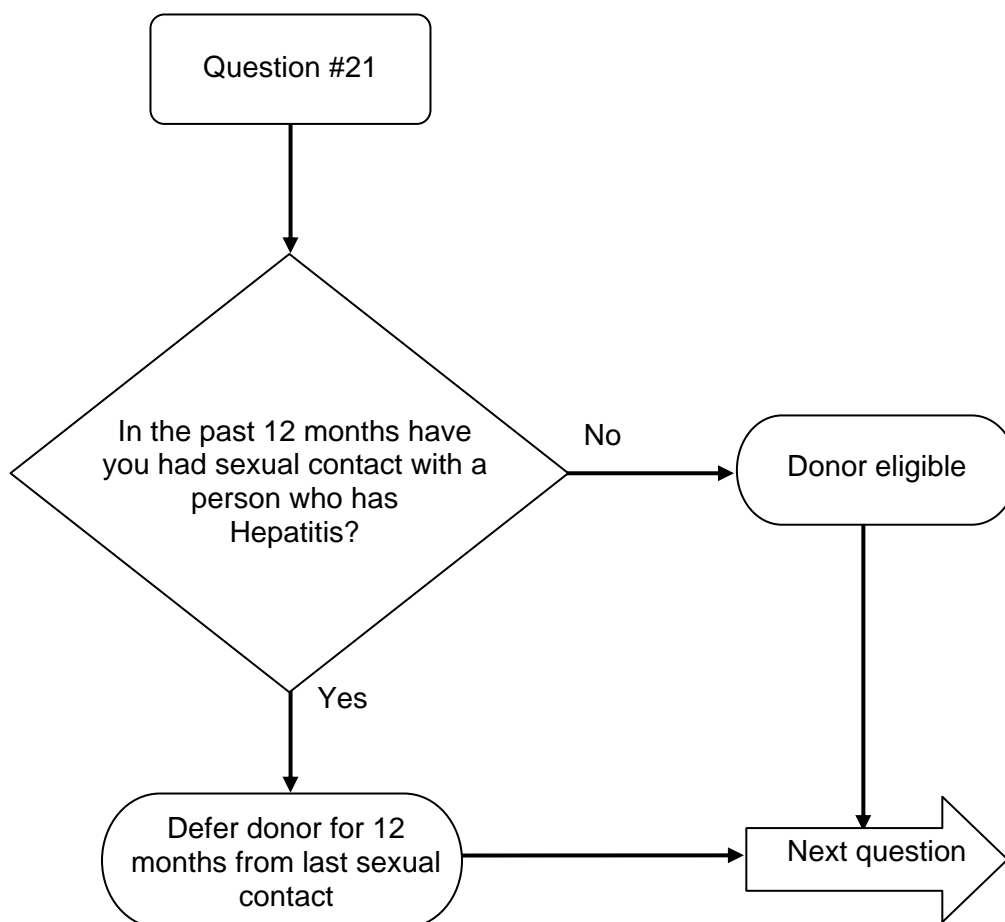 Question #21
In the past 12 months have
you had sexual contact with a
person who has
Hepatitis?
No
Donor eligible
Yes
Defer donor for 12
months from last sexual
contact
Next question